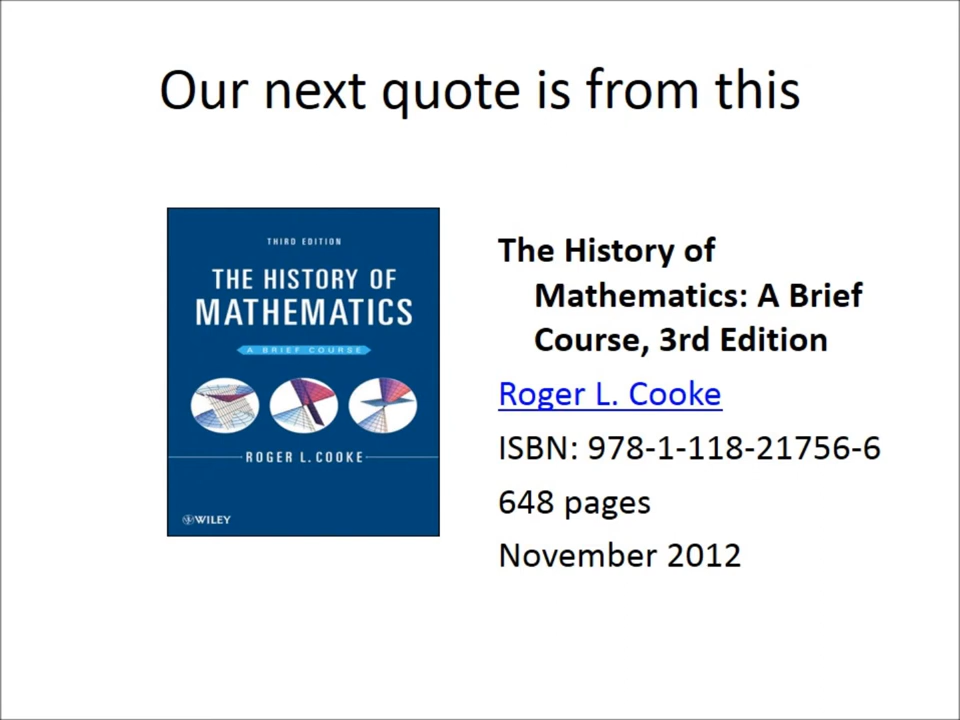 Our next quote is from this
THIRD EDITION
THE HISTORY OF
MATHEMATICS
A BRIEF COURSE
ROGER L. COOKE
WILEY
The History of
Mathematics: A Brief
Course, 3rd Edition
Roger L. Cooke
ISBN: 978-1-118-21756-6
648 pages
November 2012